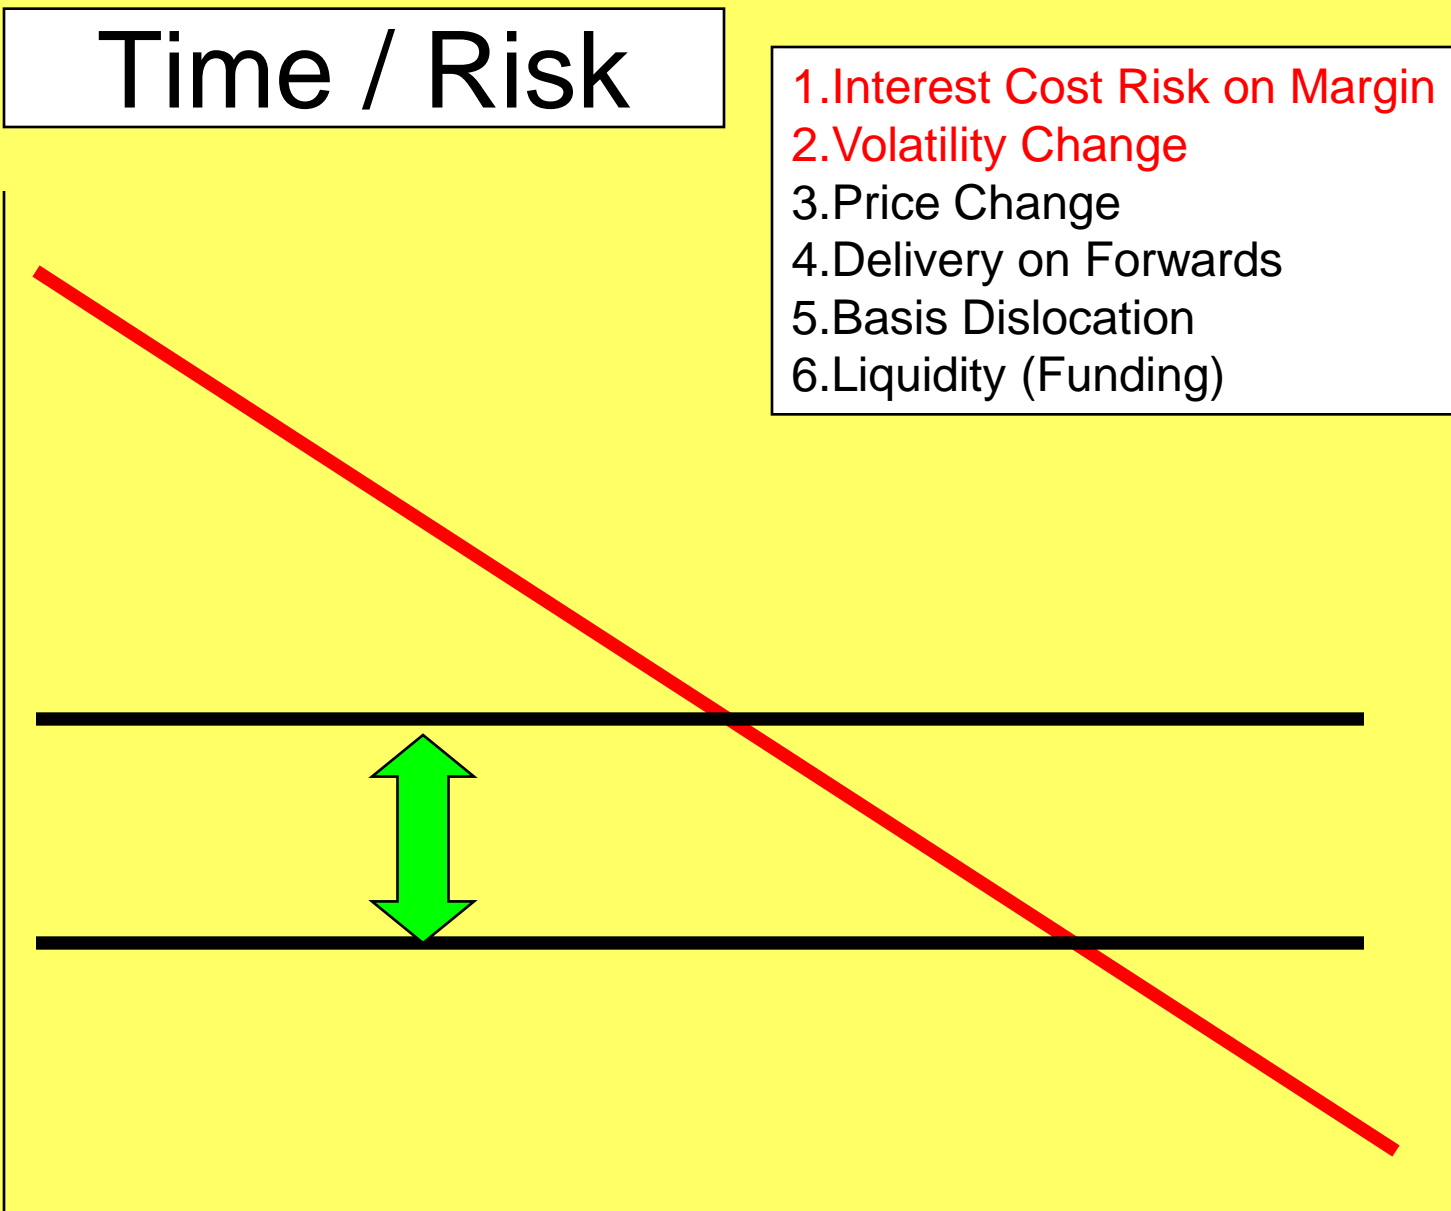 Time / Risk
1.Interest Cost Risk on Margin
2.Volatility Change
3.Price Change
4.Delivery on Forwards
5.Basis Dislocation
6.Liquidity (Funding)